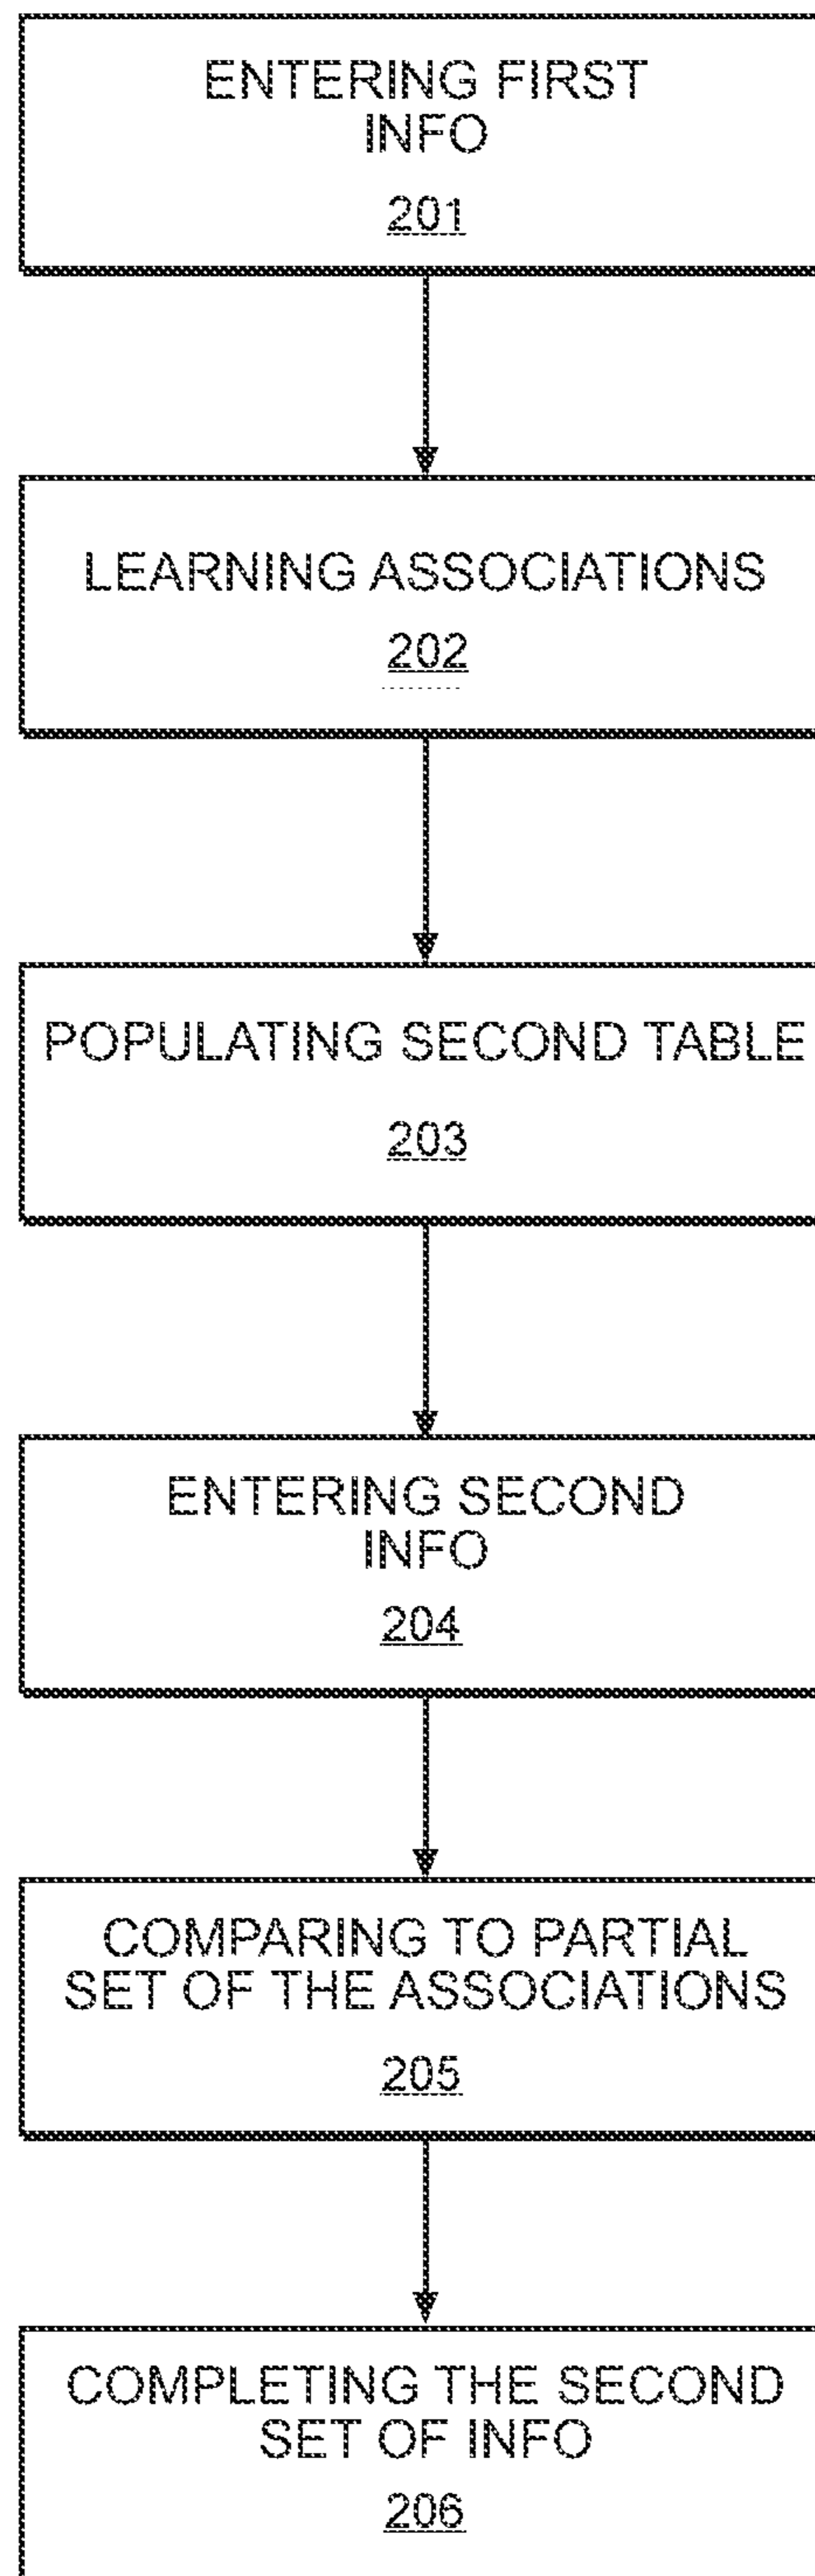 ENTERING FIRST
INFO
201
LEARNING ASSOCIATIONS
202
POPULATING SECOND TABLE
203
ENTERING SECOND
INFO
204
COMPARING TO PARTIAL
SET OF THE ASSOCIATIONS
205
COMPLETING THE SECOND
SET OF INFO
206